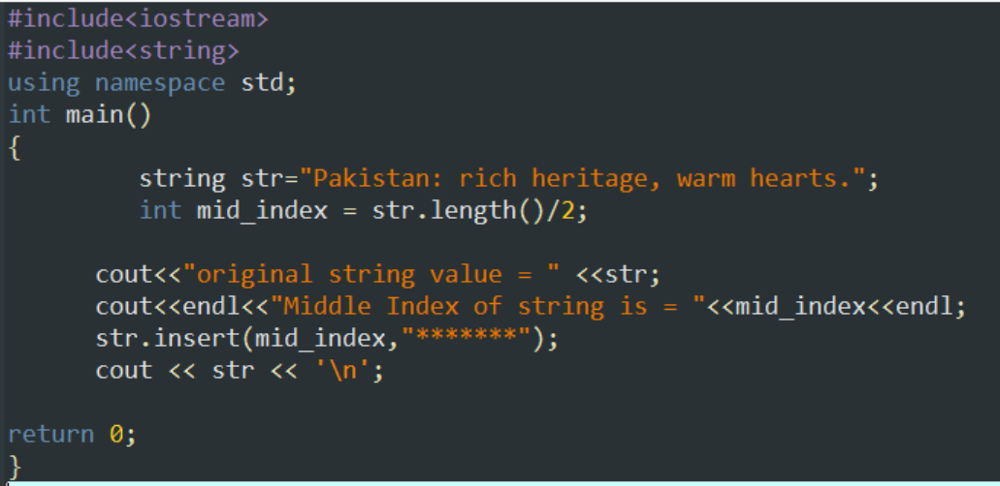 #include<iostream>
#include<string>
using namespace std;
int main()
{
string str="Pakistan: rich heritage, warm hearts.";
int mid_index = str.length()/2;
cout<<"original string value = " <<str;
cout<<endl<<"Middle Index of string is = "<<mid_index<<endl;
str.insert(mid_index,"*******");
cout << str << '\n';
return 0;
}